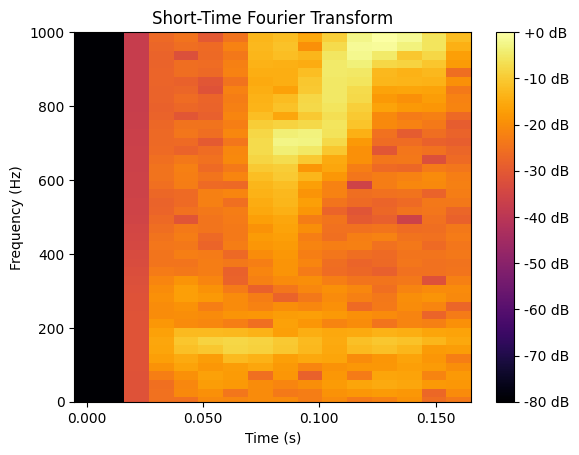 Short-Time Fourier Transform
Frequency (Hz)
1000
800
600
400
200
0
0.000
0.050
0.100
0.150
Time (s)
+0 dB
-10 dB
-20 dB
-30 dB
-40 dB
-50 dB
-60 dB
-70 dB
-80 dB